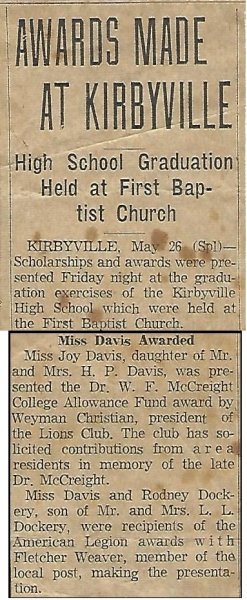 AWARDS MADE
AT KIRBYVILLE
High School Graduation
Held at First Bap-
tist Church
KIRBYVILLE, May 26 (Spl)—
Scholarships and awards were pre-
sented Friday night at the gradu-
ation exercises of the Kirbyville
High School which were held at
the First Baptist Church.
Miss Davis Awarded
Miss Joy Davis, daughter of Mr.
and Mrs. H. P. Davis, was pre-
sented the Dr. W. F. McCreight
College Allowance Fund award by
Weyman Christian, president of
the Lions Club. The club has so-
licited contributions from area
residents in memory of the late
Dr. McCreight.
Miss Davis and Rodney Dock-
ery, son of Mr. and Mrs. L. L.
Dockery, were recipients of the
American Legion awards with
Fletcher Weaver, member of the
local post, making the presenta-
tion.